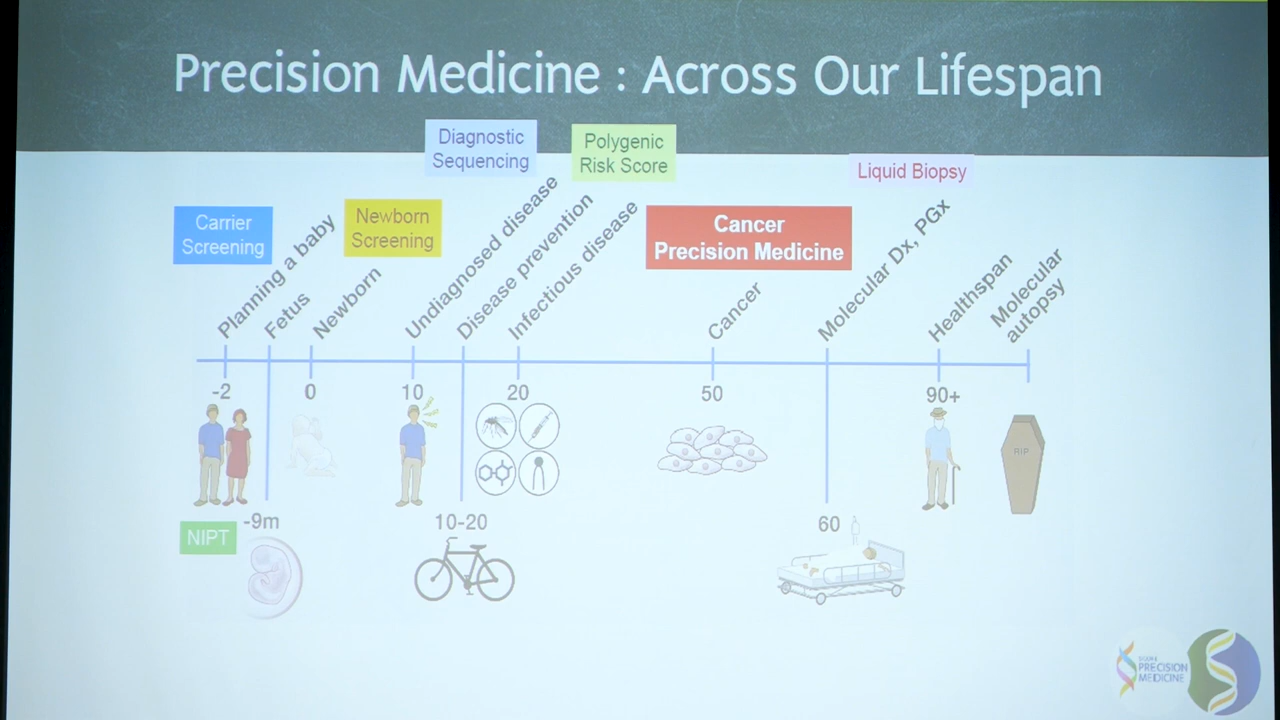 Precision Medicine : Across Our Lifespan
Diagnostic
Sequencing
Polygenic
Risk Score
Liquid Biopsy
Carrier
Screening
Newborn
Screening
Cancer
Precision Medicine
Planning a baby
Fetus
Newborn
Undiagnosed disease
Disease prevention
Infectious disease
Cancer
Molecular Dx, PGx
Healthspan
Molecular
autopsy
-2
0
10
20
50
90+
RIP
NIPT
-9m
10-20
60
PRECISION
MEDICINE